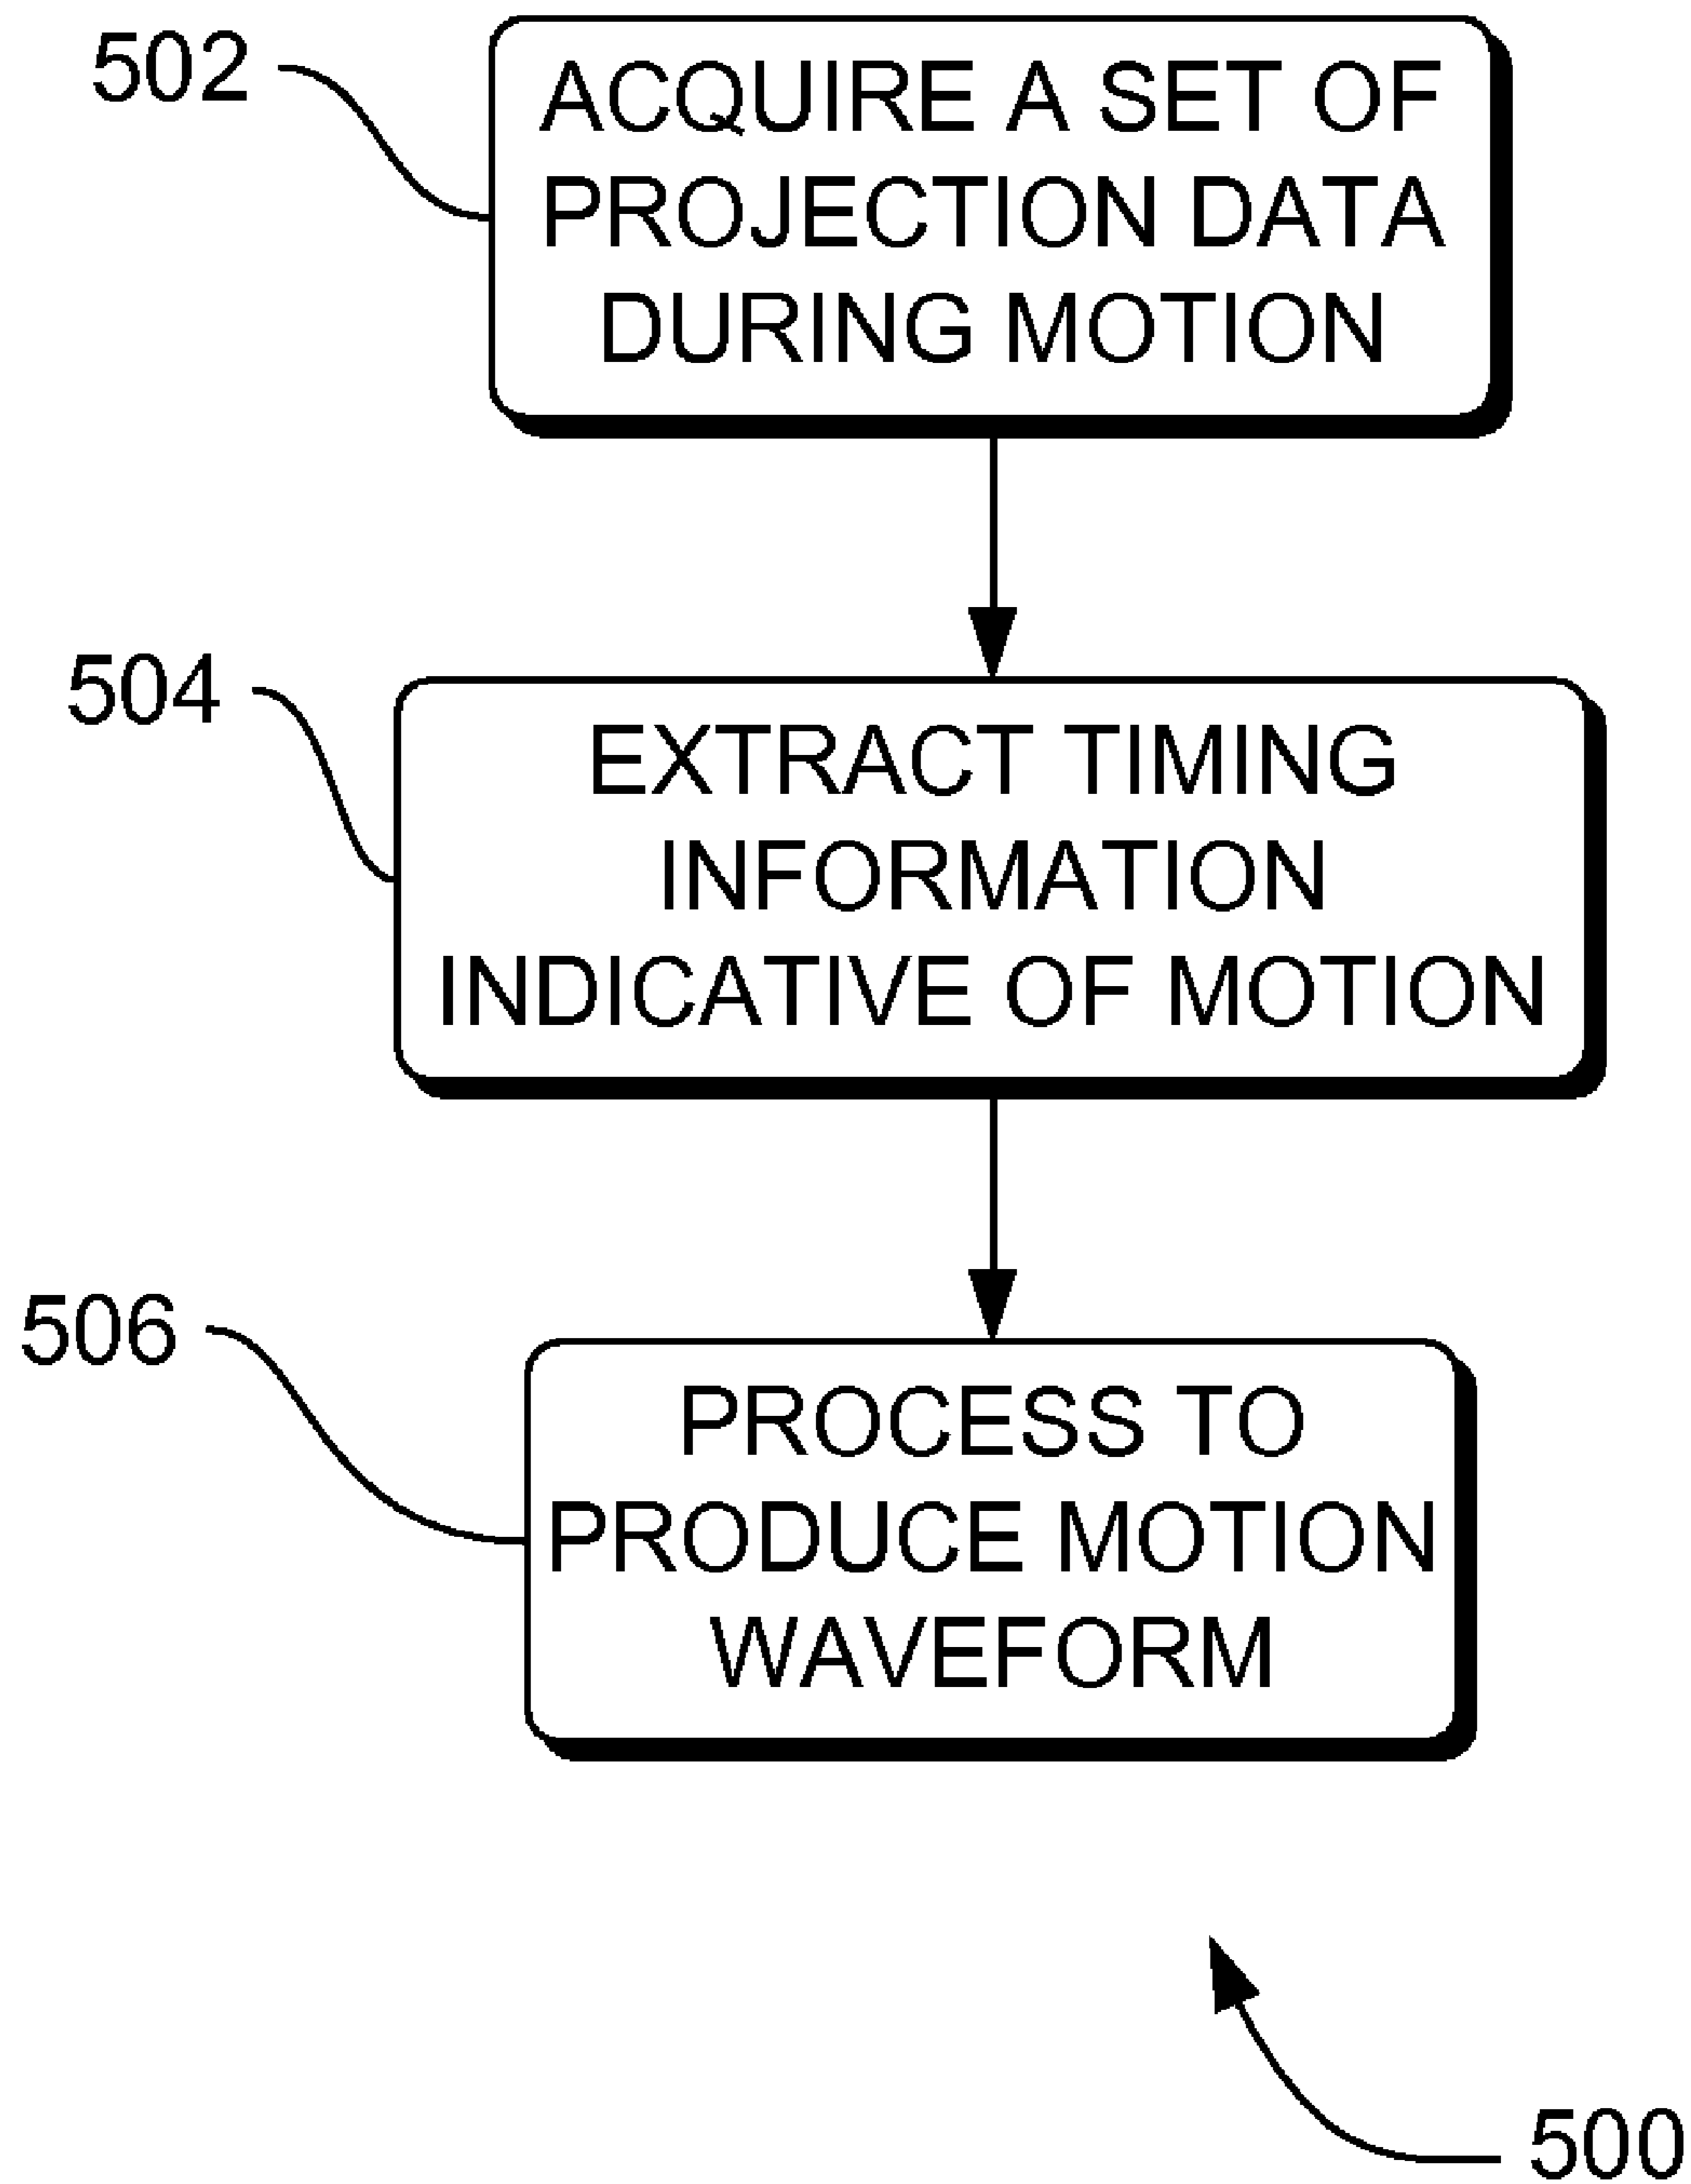 502
ACQUIRE A SET OF
PROJECTION DATA
DURING MOTION
504
EXTRACT TIMING
INFORMATION
INDICATIVE OF MOTION
506
PROCESS TO
PRODUCE MOTION
WAVEFORM
500